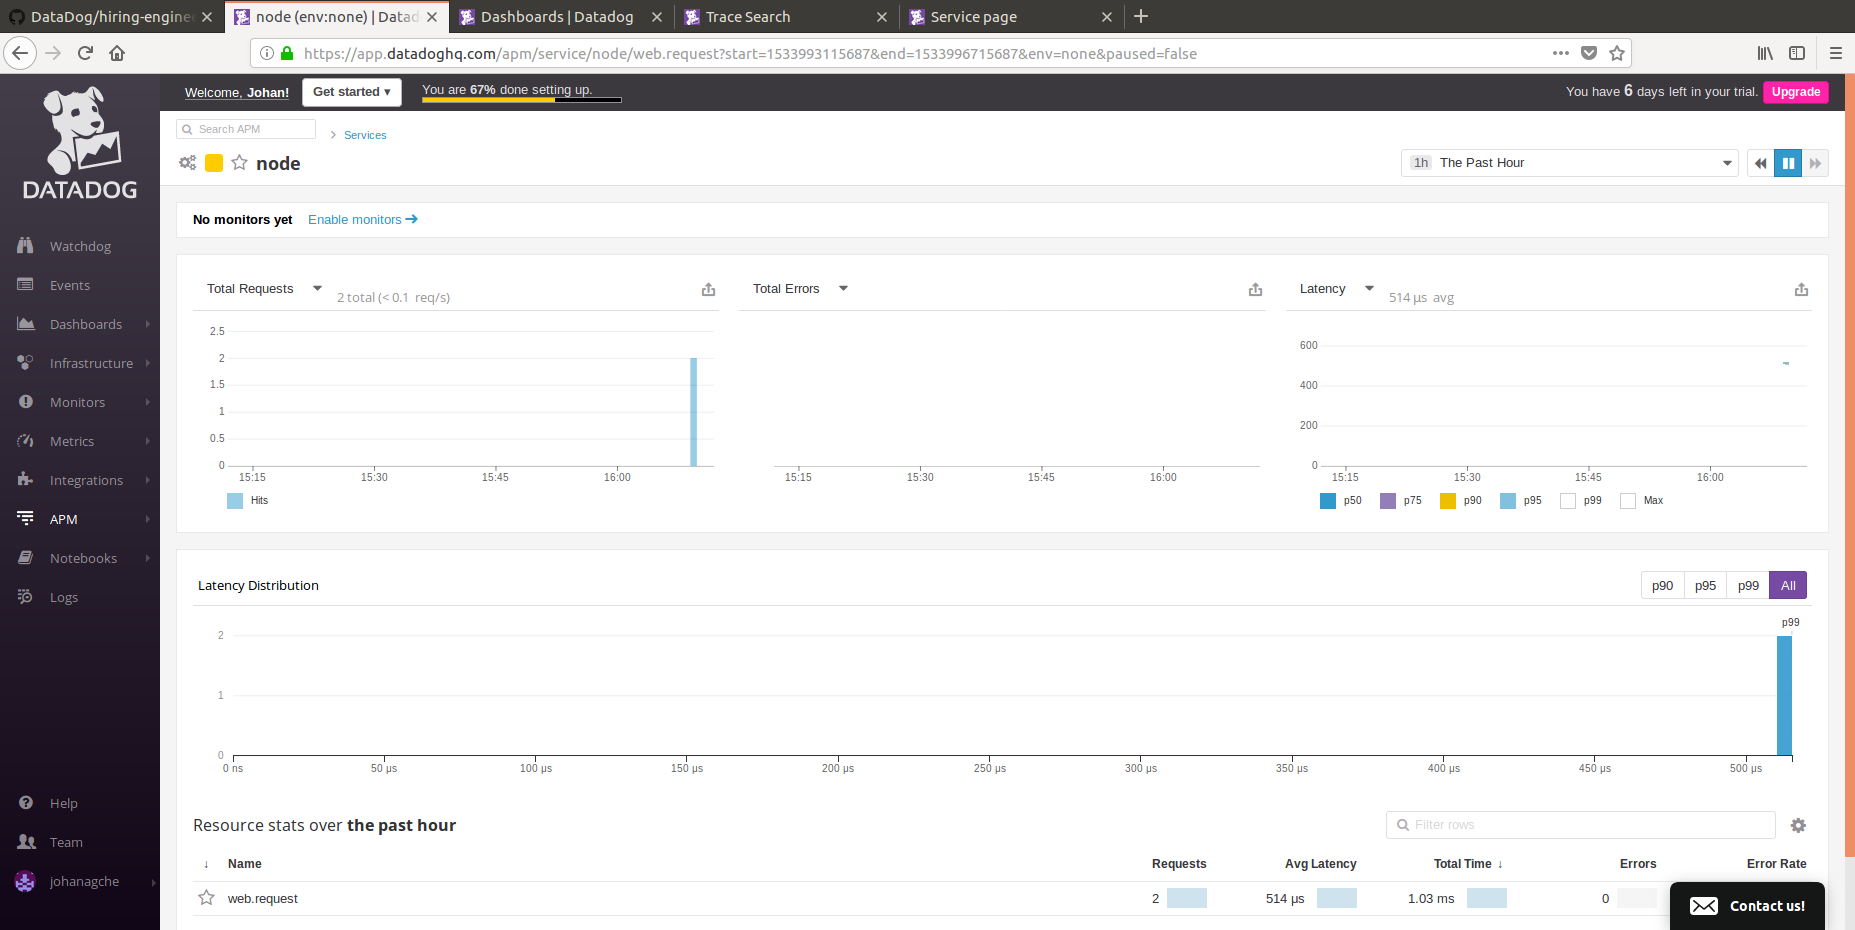 DataDog/hiring-engine
node (env:none) | Datad
Dashboards | Datadog
Trace Search
Service page
https://app.datadoghq.com/apm/service/node/web.request?start=1533993115687&end=1533996715687&env=none&paused=false
DATADOG
Welcome, Johan!
Get started ▾
You are 67% done setting up.
You have 6 days left in your trial.
Upgrade
Search APM
> Services
node
1h The Past Hour
No monitors yet
Enable monitors →
Watchdog
Events
Dashboards
Infrastructure
Monitors
Metrics
Integrations
APM
Notebooks
Logs
Help
Team
johanagche
Total Requests
2 total (< 0.1 req/s)
2.5
2
1.5
1
0.5
0
15:15 15:30 15:45 16:00
Hits
Total Errors
15:15 15:30 15:45 16:00
Latency
514 µs avg
600
400
200
0
15:15 15:30 15:45 16:00
p50 p75 p90 p95 p99 Max
Latency Distribution
p90 p95 p99 All
p99
2
1
0
0 ns 50 µs 100 µs 150 µs 200 µs 250 µs 300 µs 350 µs 400 µs 450 µs 500 µs
Resource stats over the past hour
Filter rows
↓ Name Requests Avg Latency Total Time ↓ Errors Error Rate
web.request 2 514 µs 1.03 ms 0
Contact us!